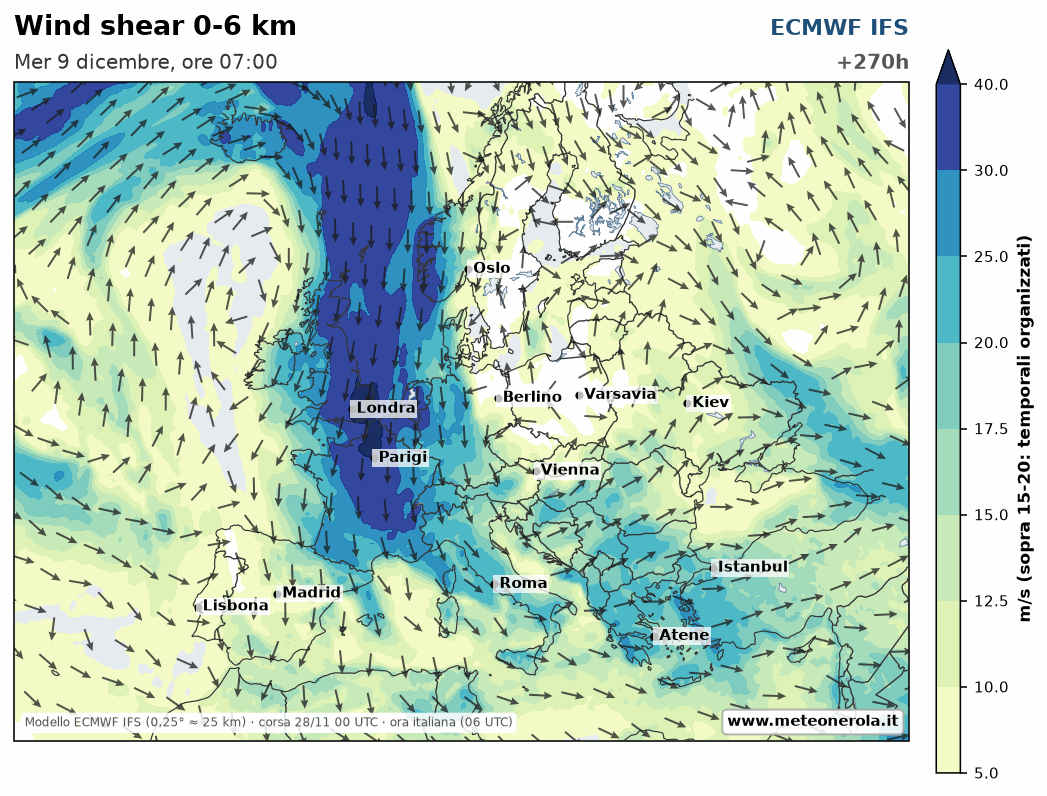 Wind shear 0-6 km
ECMWF IFS
Mer 9 dicembre, ore 07:00
+270h
40.0
30.0
25.0
20.0
17.5
15.0
12.5
10.0
5.0
m/s (sopra 15-20: temporali organizzati)
Oslo
Berlino
Varsavia
Kiev
Londra
Parigi
Vienna
Istanbul
Roma
Madrid
Lisbona
Atene
Modello ECMWF IFS (0,25° ≈ 25 km) · corsa 28/11 00 UTC · ora italiana (06 UTC)
www.meteonerola.it